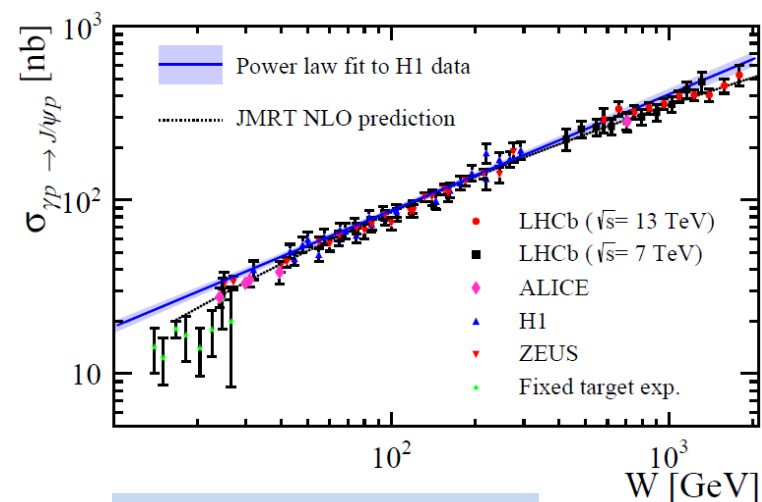 σγp → J/ψp [nb]
10³
10²
10
Power law fit to H1 data
JMRT NLO prediction
LHCb (√s= 13 TeV)
LHCb (√s= 7 TeV)
ALICE
H1
ZEUS
Fixed target exp.
10²
10³
W [GeV]